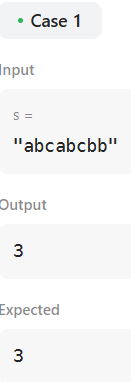 Case 1
Input
s =
"abcabcbb"
Output
3
Expected
3